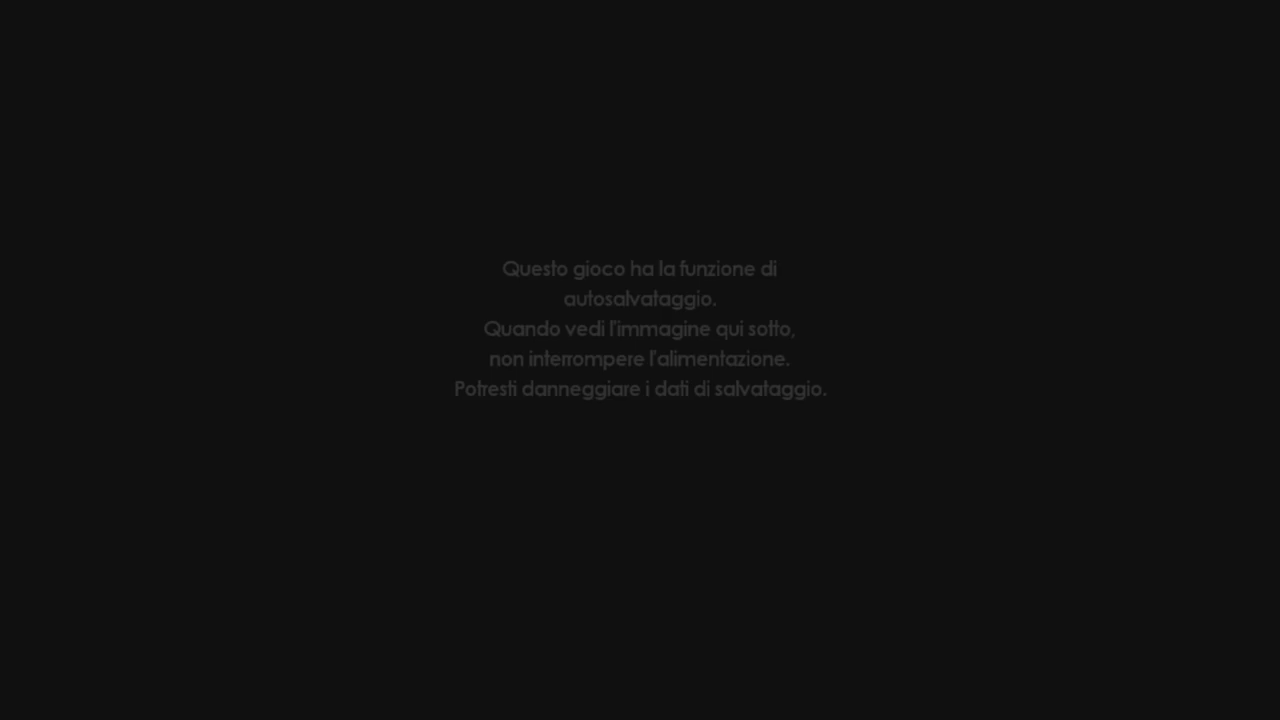 Questo gioco ha la funzione di
autosalvataggio.
Quando vedi l'immagine qui sotto,
non interrompere l'alimentazione.
Potresti danneggiare i dati di salvataggio.